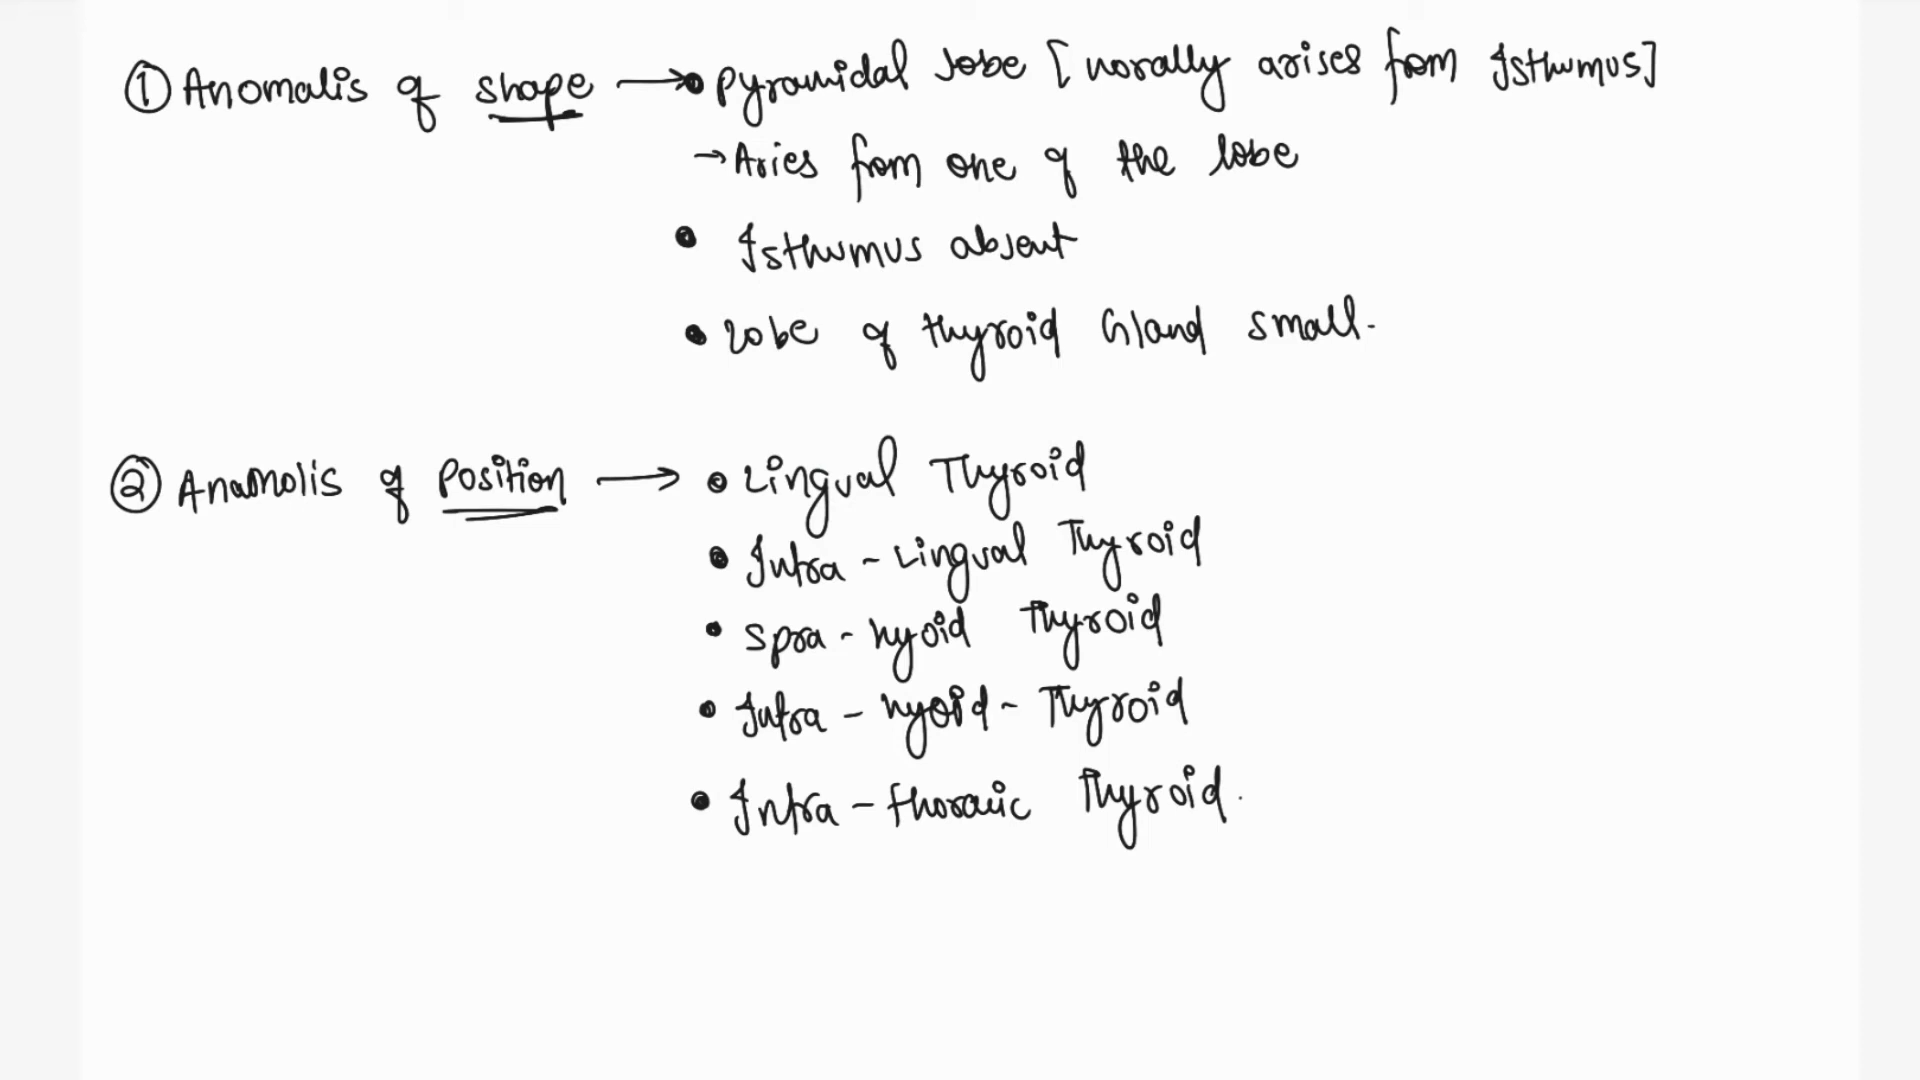 ① Anomalis of shape → • Pyramidal lobe [norally arises from Isthumus]
→ Aries from one of the lobe
• Isthumus absent
• Lobe of thyroid Gland small.
② Anamolis of Position → • Lingual Thyroid
• Intra - Lingual Thyroid
• Spra - hyoid Thyroid
• Infra - hyoid - Thyroid
• Intra - thoraic Thyroid.